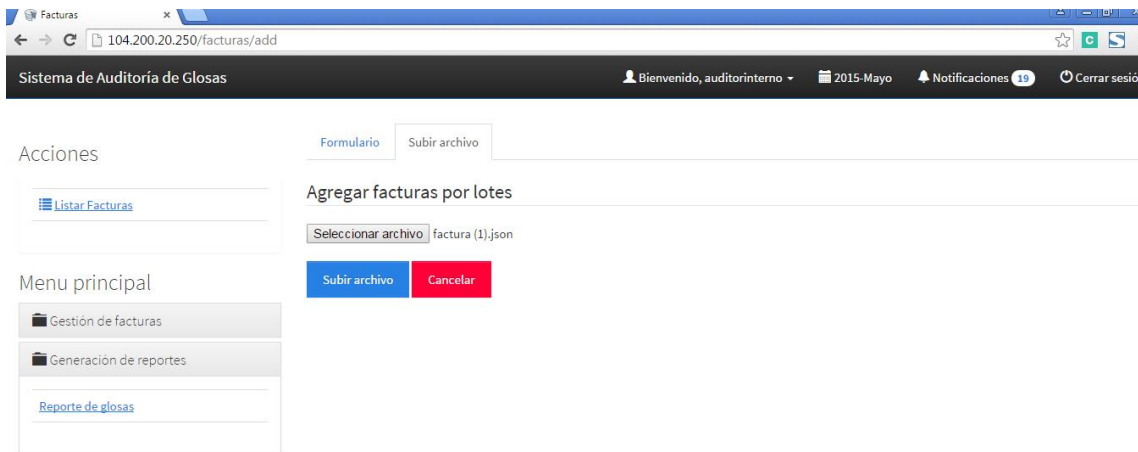 Facturas
104.200.20.250/facturas/add
Sistema de Auditoría de Glosas
Bienvenido, auditorinterno
2015-Mayo
Notificaciones 19
Cerrar sesió
Acciones
Listar Facturas
Menu principal
Gestión de facturas
Generación de reportes
Reporte de glosas
Formulario
Subir archivo
Agregar facturas por lotes
Seleccionar archivo factura (1).json
Subir archivo
Cancelar